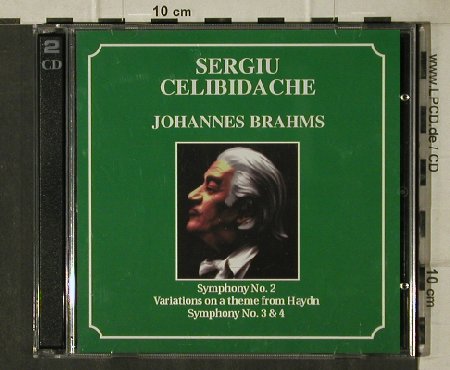 10 cm
2
CD
SERGIU
CELIBIDACHE
JOHANNES BRAHMS
Symphony No. 2
Variations on a theme from Haydn
Symphony No. 3 & 4
www.LPCD.de / CD
10 cm